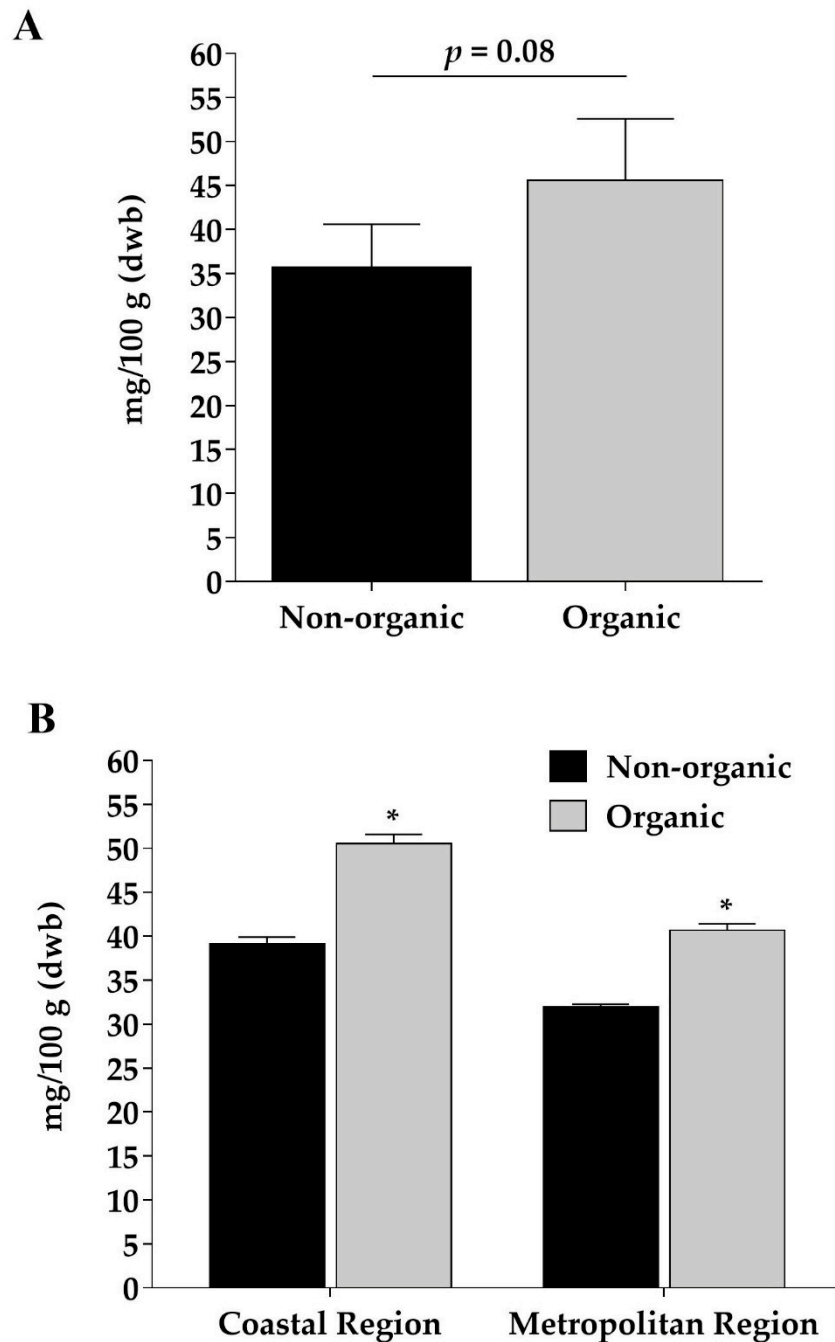 A
p = 0.08
mg/100 g (dwb)
60
55
50
45
40
35
30
25
20
15
10
5
0
Non-organic
Organic
B
mg/100 g (dwb)
60
55
50
45
40
35
30
25
20
15
10
5
0
Non-organic
Organic
*
*
Coastal Region
Metropolitan Region